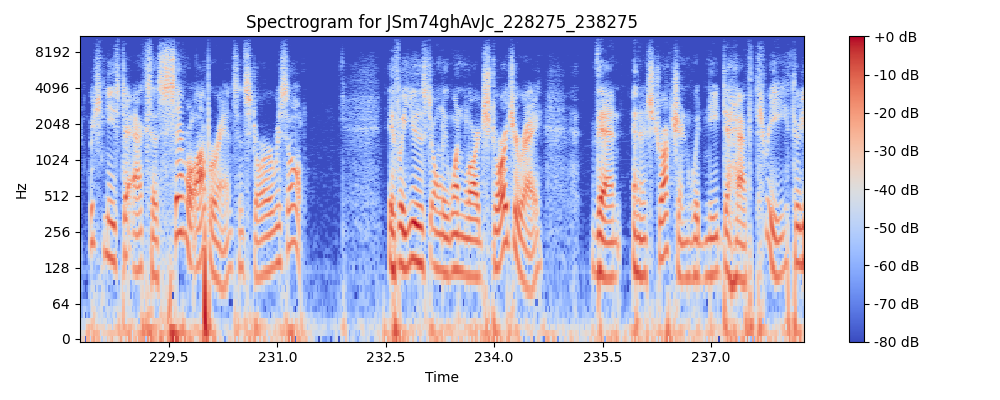 Spectrogram for JSm74ghAvJc_228275_238275
Hz
8192
4096
2048
1024
512
256
128
64
0
229.5 231.0 232.5 234.0 235.5 237.0
Time
+0 dB
-10 dB
-20 dB
-30 dB
-40 dB
-50 dB
-60 dB
-70 dB
-80 dB